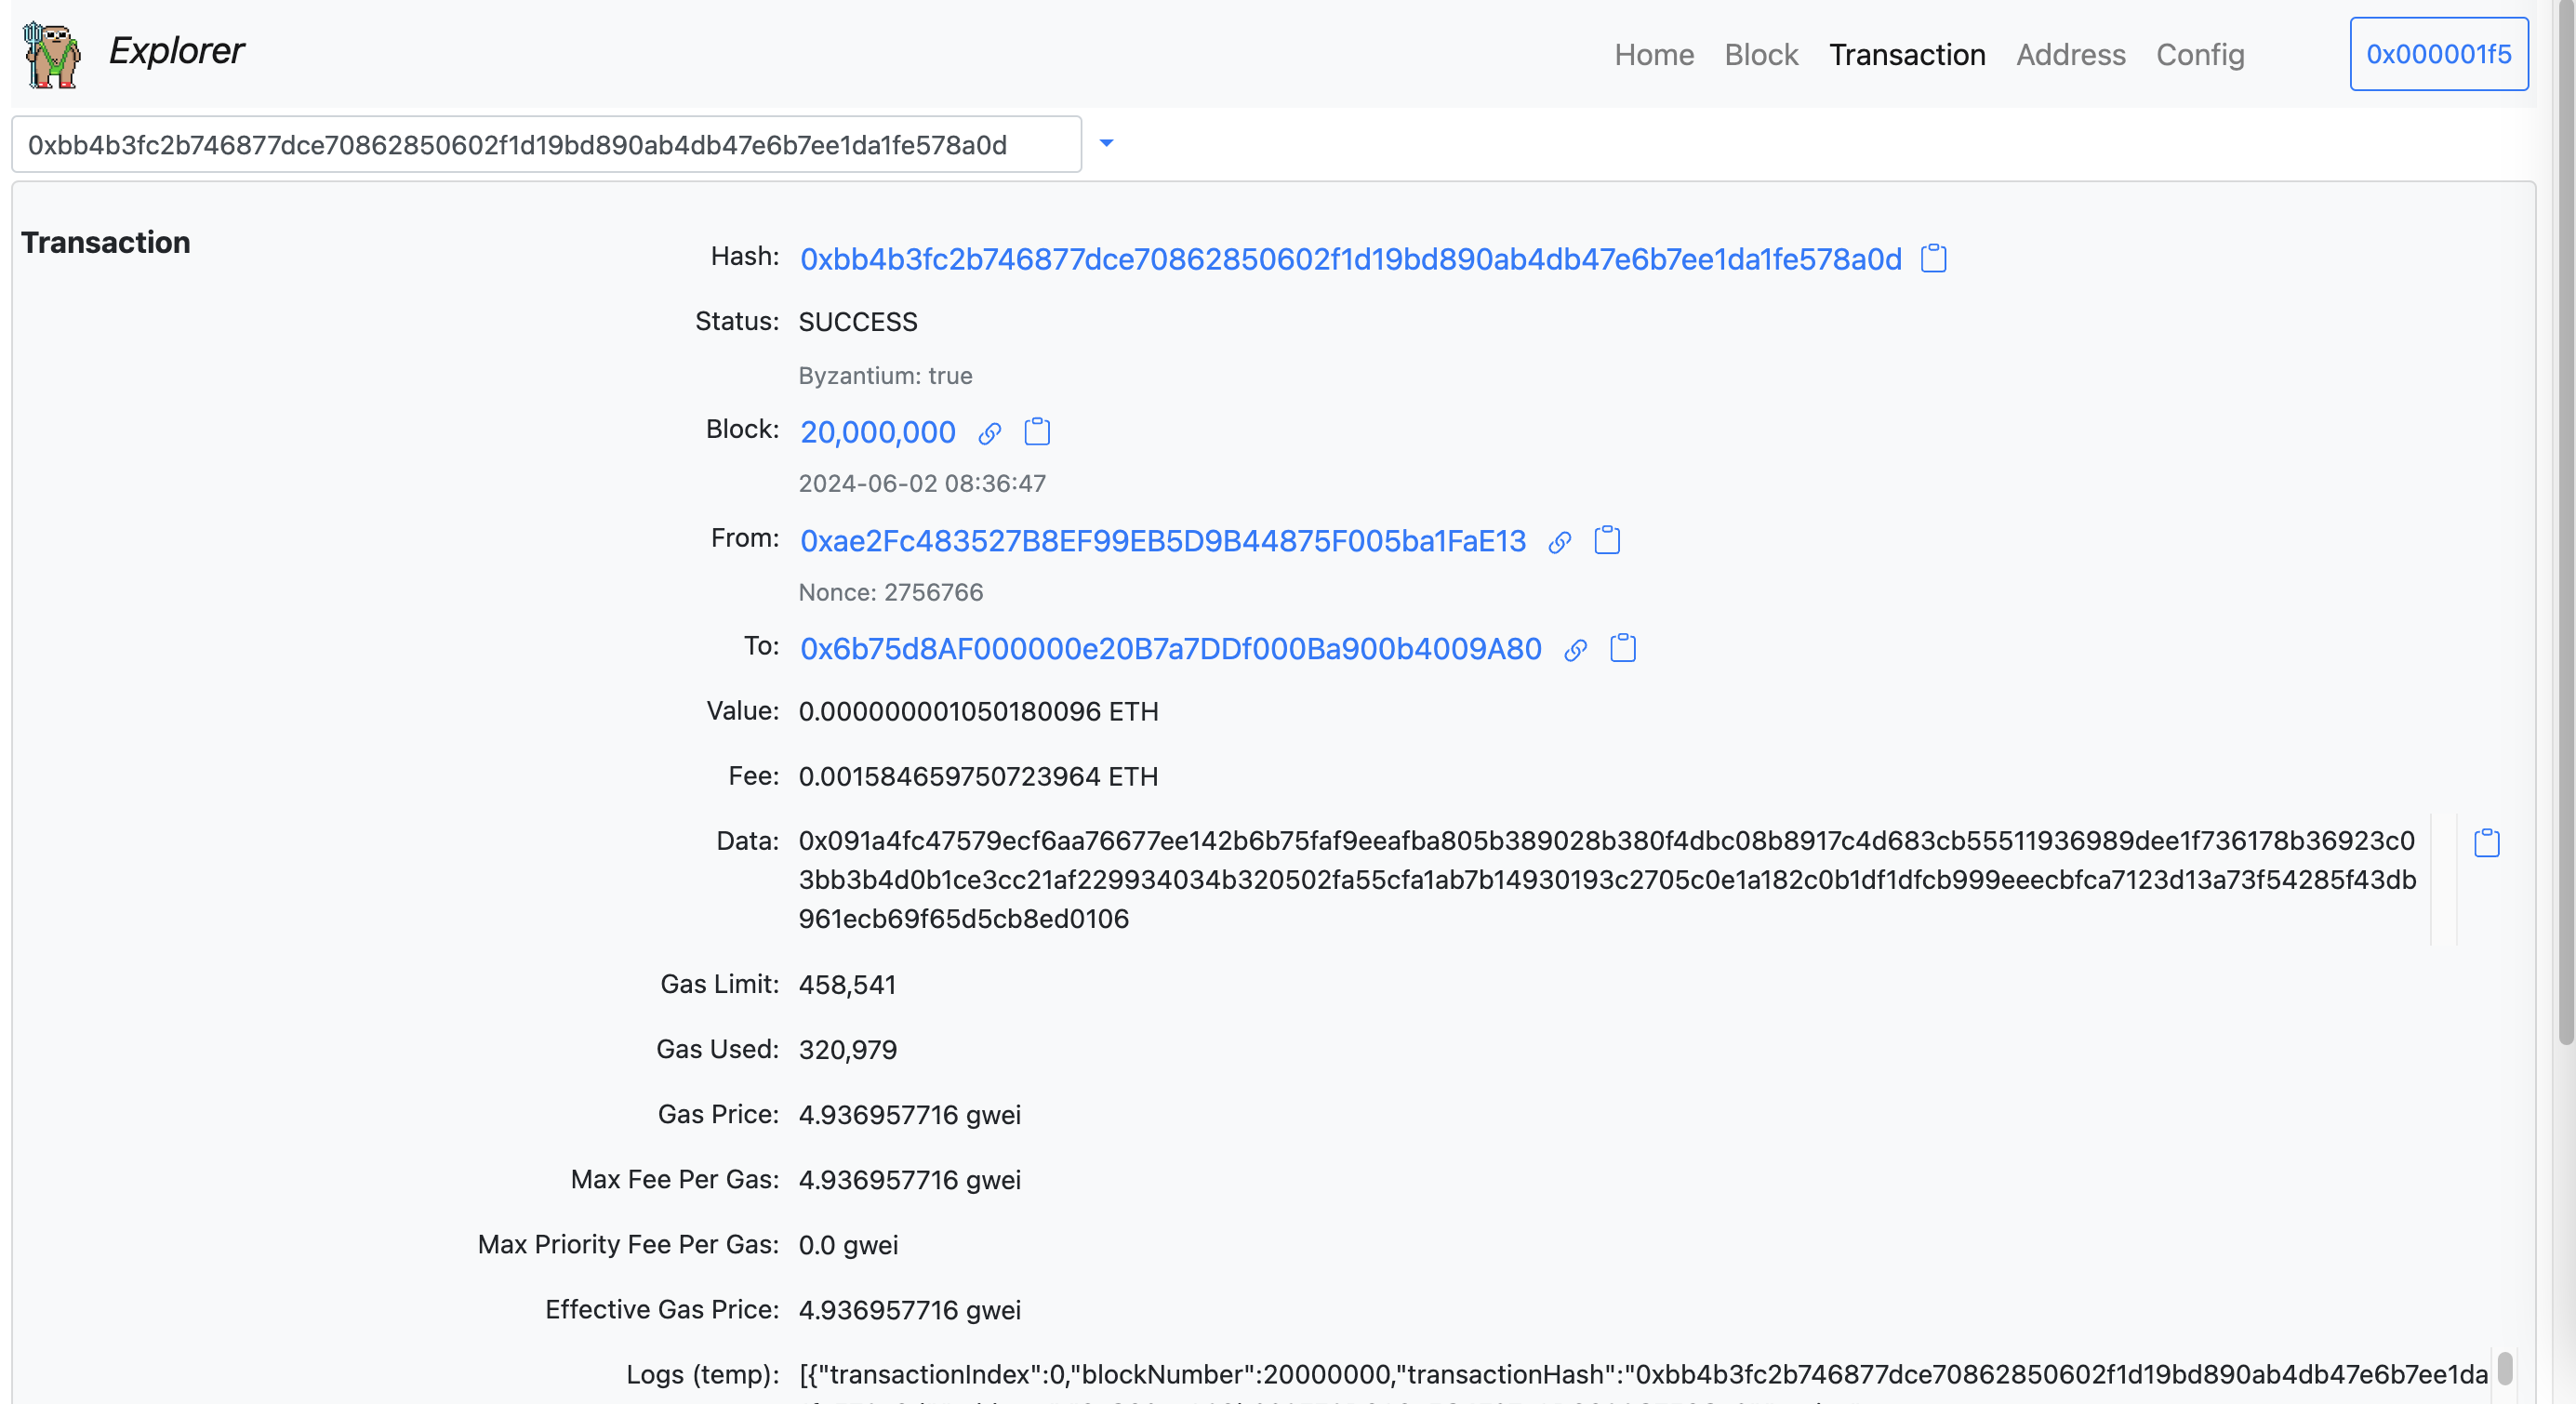 Explorer
Home Block Transaction Address Config 0x000001f5
0xbb4b3fc2b746877dce70862850602f1d19bd890ab4db47e6b7ee1da1fe578a0d
Transaction
Hash: 0xbb4b3fc2b746877dce70862850602f1d19bd890ab4db47e6b7ee1da1fe578a0d
Status: SUCCESS
Byzantium: true
Block: 20,000,000
2024-06-02 08:36:47
From: 0xae2Fc483527B8EF99EB5D9B44875F005ba1FaE13
Nonce: 2756766
To: 0x6b75d8AF000000e20B7a7DDf000Ba900b4009A80
Value: 0.000000001050180096 ETH
Fee: 0.001584659750723964 ETH
Data: 0x091a4fc47579ecf6aa76677ee142b6b75faf9eeafba805b389028b380f4dbc08b8917c4d683cb55511936989dee1f736178b36923c0
3bb3b4d0b1ce3cc21af229934034b320502fa55cfa1ab7b14930193c2705c0e1a182c0b1df1dfcb999eeecbfca7123d13a73f54285f43db
961ecb69f65d5cb8ed0106
Gas Limit: 458,541
Gas Used: 320,979
Gas Price: 4.936957716 gwei
Max Fee Per Gas: 4.936957716 gwei
Max Priority Fee Per Gas: 0.0 gwei
Effective Gas Price: 4.936957716 gwei
Logs (temp): [{"transactionIndex":0,"blockNumber":20000000,"transactionHash":"0xbb4b3fc2b746877dce70862850602f1d19bd890ab4db47e6b7ee1da